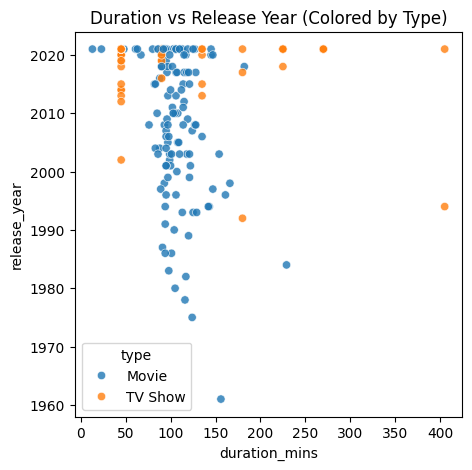 Duration vs Release Year (Colored by Type)
release_year
2020
2010
2000
1990
1980
1970
1960
type
Movie
TV Show
0 50 100 150 200 250 300 350 400
duration_mins